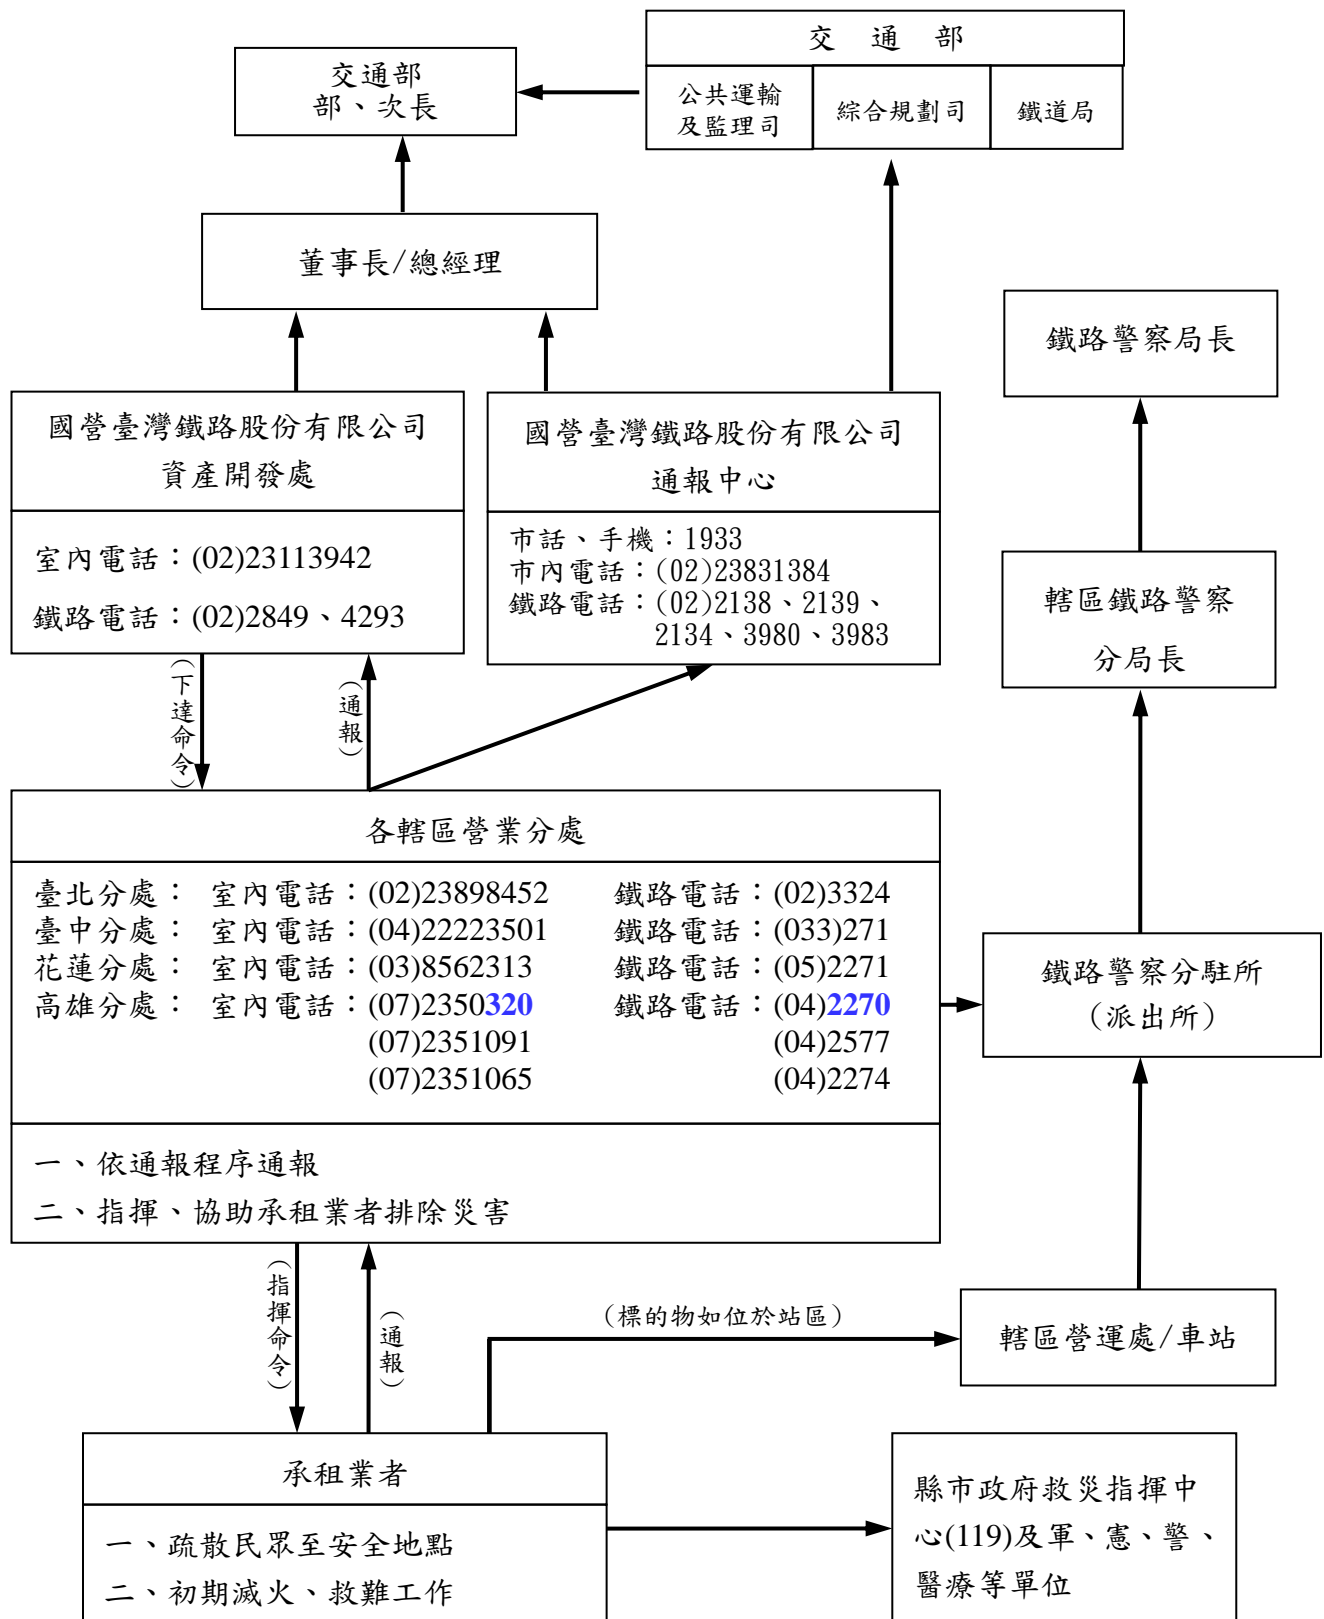 交通部
公共運輸
及監理司
綜合規劃司
鐵道局
交通部
部、次長
董事長/總經理
鐵路警察局長
國營臺灣鐵路股份有限公司
資產開發處
室內電話：(02)23113942
鐵路電話：(02)2849、4293
國營臺灣鐵路股份有限公司
通報中心
市話、手機：1933
市內電話：(02)23831384
鐵路電話：(02)2138、2139、
2134、3980、3983
轄區鐵路警察
分局長
(下達命令)
(通報)
各轄區營業分處
臺北分處： 室內電話：(02)23898452 鐵路電話：(02)3324
臺中分處： 室內電話：(04)22223501 鐵路電話：(033)271
花蓮分處： 室內電話：(03)8562313 鐵路電話：(05)2271
高雄分處： 室內電話：(07)2350320 鐵路電話：(04)2270
(07)2351091 (04)2577
(07)2351065 (04)2274
一、依通報程序通報
二、指揮、協助承租業者排除災害
鐵路警察分駐所
(派出所)
(指揮命令)
(通報)
(標的物如位於站區)
轄區營運處/車站
承租業者
一、疏散民眾至安全地點
二、初期滅火、救難工作
縣市政府救災指揮中
心(119)及軍、憲、警、
醫療等單位